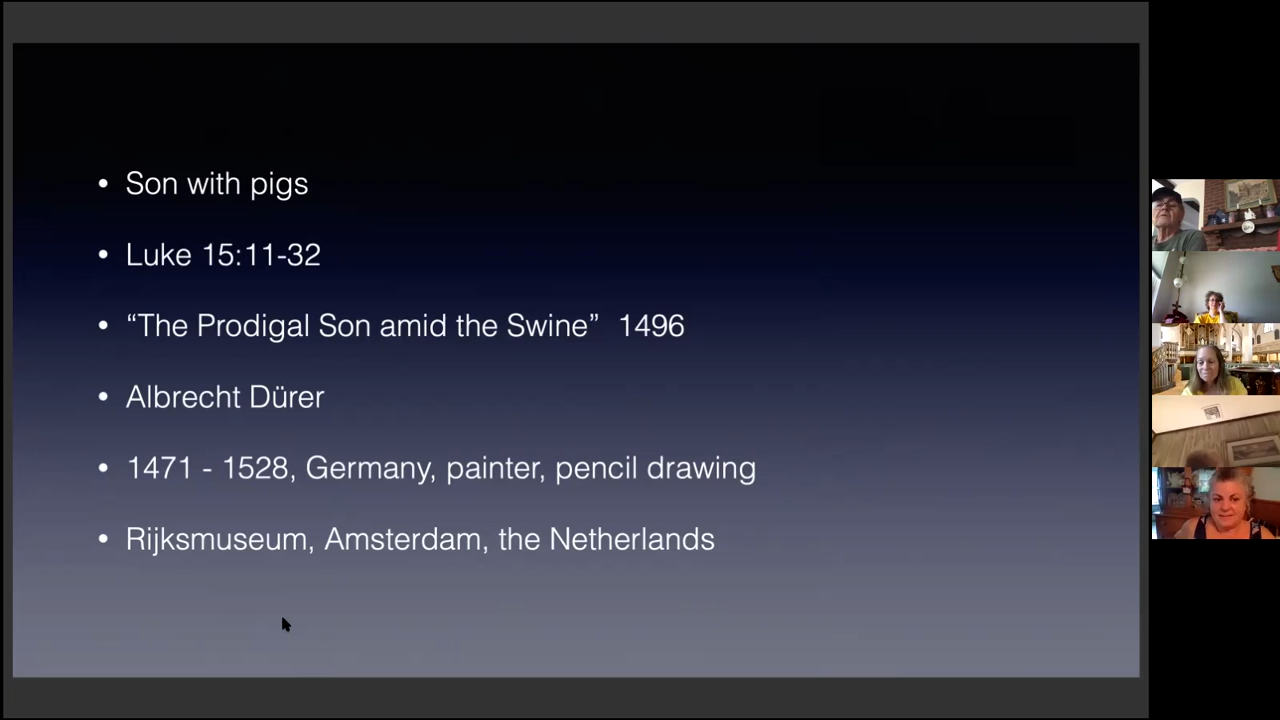 • Son with pigs
• Luke 15:11-32
• “The Prodigal Son amid the Swine” 1496
• Albrecht Dürer
• 1471 - 1528, Germany, painter, pencil drawing
• Rijksmuseum, Amsterdam, the Netherlands